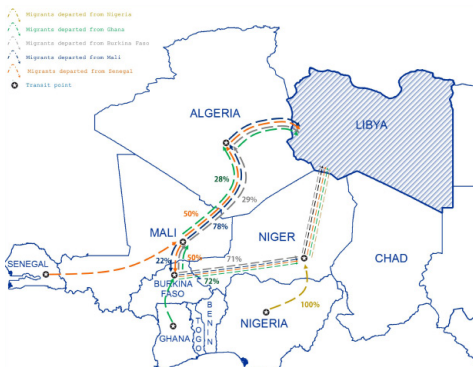 Migrants departed from Nigeria
Migrants departed from Ghana
Migrants departed from Burkina Faso
Migrants departed from Mali
Migrants departed from Senegal
Transit point
ALGERIA
LIBYA
28%
29%
50%
78%
MALI
NIGER
SENEGAL
22%
50%
71%
CHAD
72%
BURKINA
FASO
100%
NIGERIA
GHANA
TOGO
BENIN